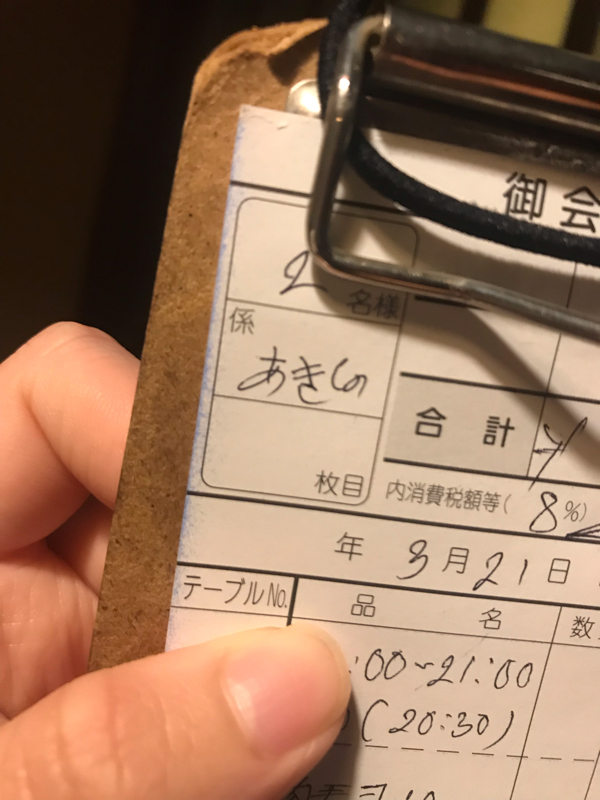 御会
2名様
係
あきしの
枚目
合計 ¥
内消費税額等(8%)
年 3月21日
テーブルNo. 品名 数
:00~21:00
(20:30)